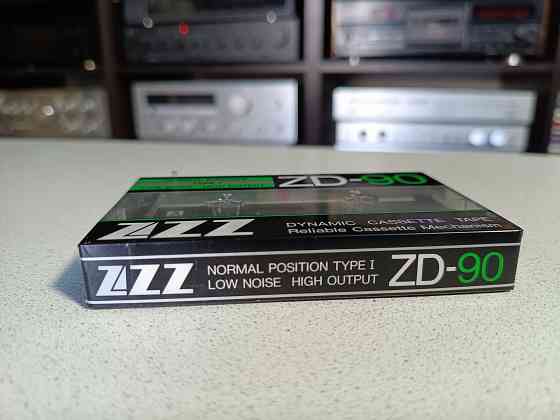 ZD-90
ZZZ
DYNAMIC CASSETTE TAPE
Reliable Cassette Mechanism
ZZZ
NORMAL POSITION TYPE I
LOW NOISE HIGH OUTPUT
ZD-90